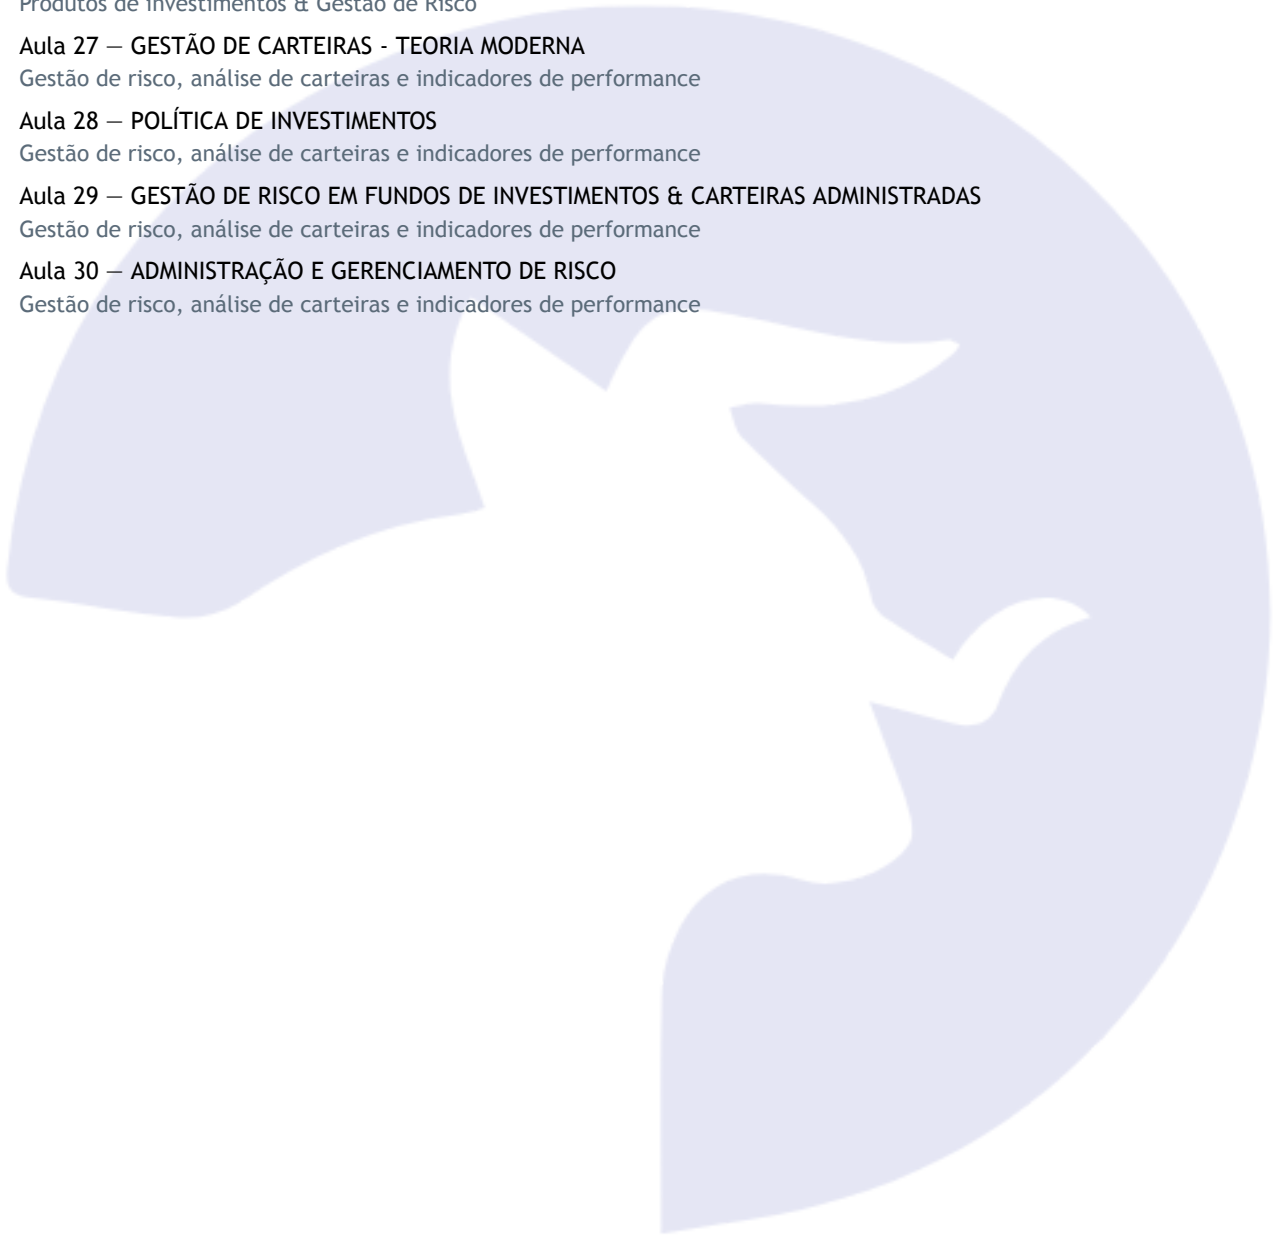 Produtos de investimentos & Gestão de Risco
Aula 27 — GESTÃO DE CARTEIRAS - TEORIA MODERNA
Gestão de risco, análise de carteiras e indicadores de performance
Aula 28 — POLÍTICA DE INVESTIMENTOS
Gestão de risco, análise de carteiras e indicadores de performance
Aula 29 — GESTÃO DE RISCO EM FUNDOS DE INVESTIMENTOS & CARTEIRAS ADMINISTRADAS
Gestão de risco, análise de carteiras e indicadores de performance
Aula 30 — ADMINISTRAÇÃO E GERENCIAMENTO DE RISCO
Gestão de risco, análise de carteiras e indicadores de performance